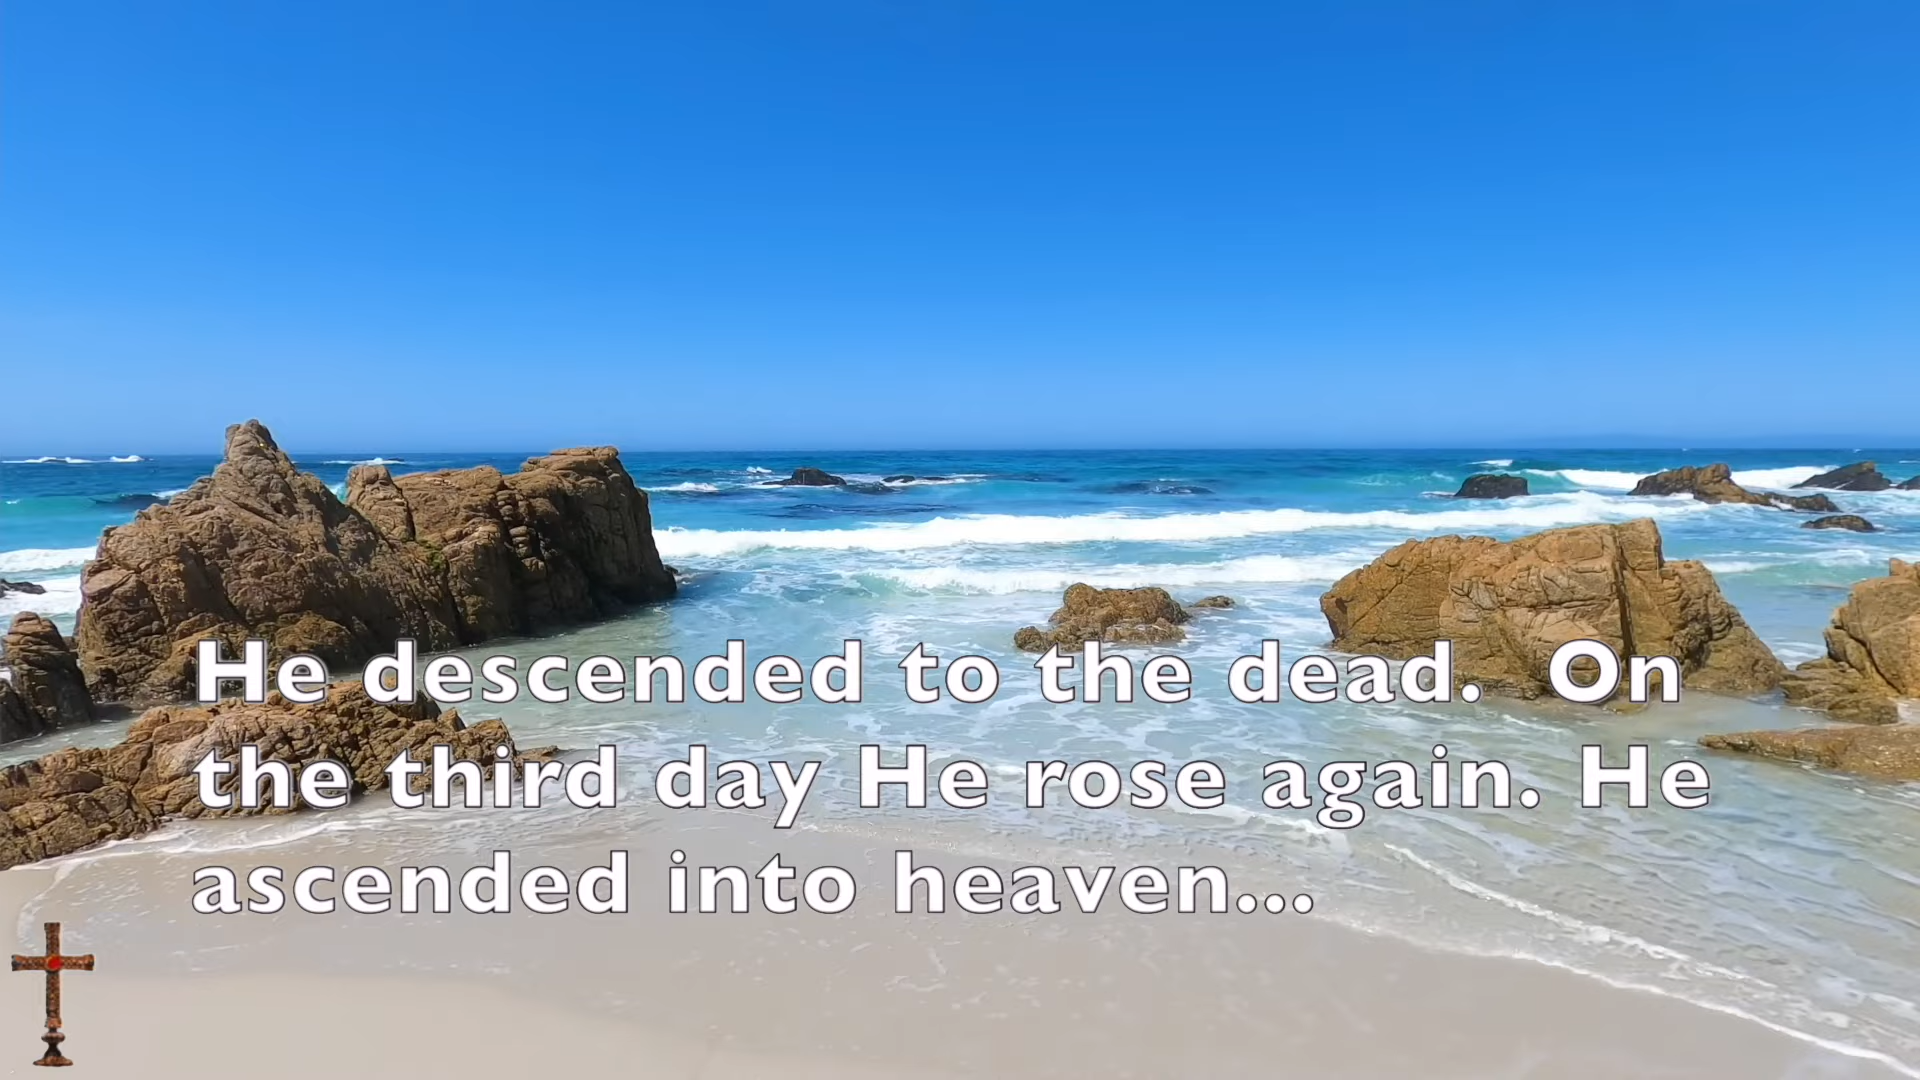 He descended to the dead.  On
the third day He rose again. He
ascended into heaven...